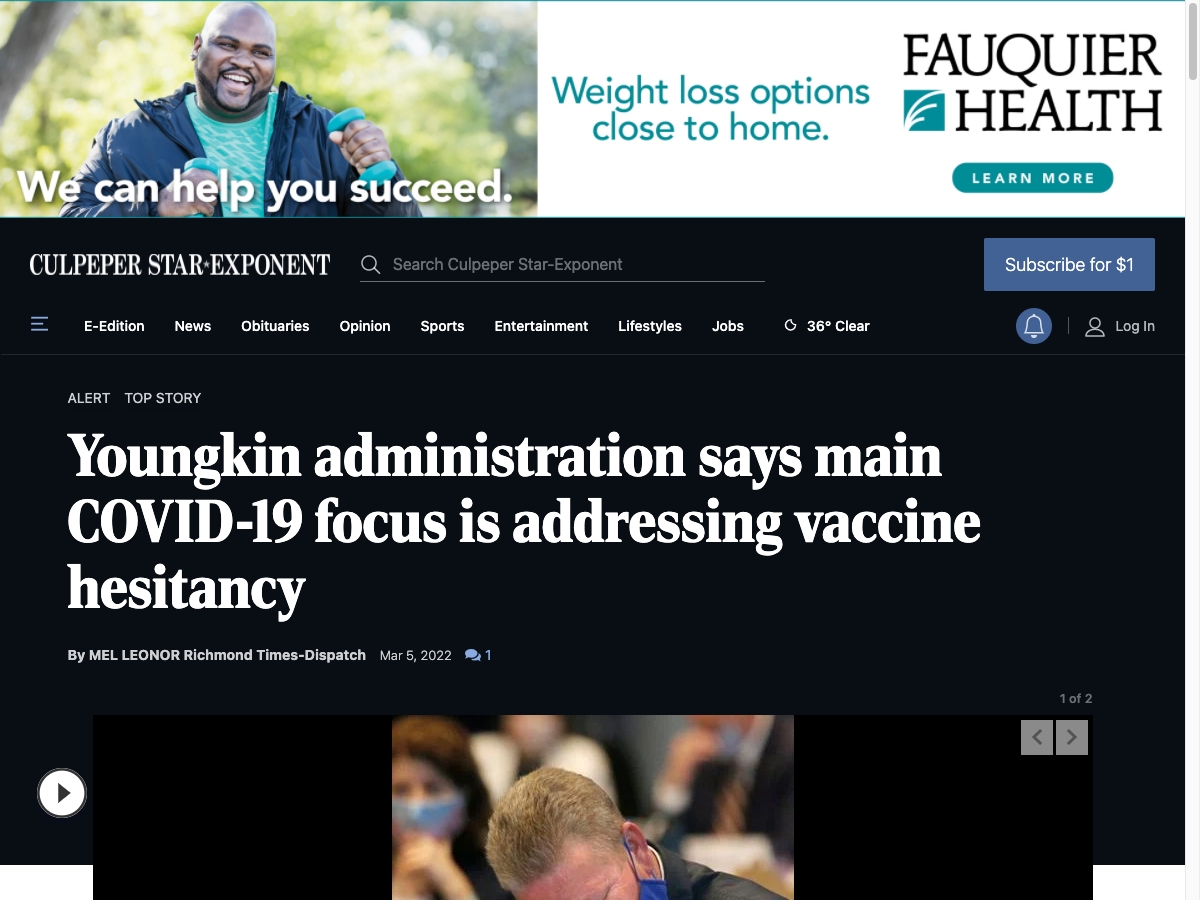 We can help you succeed.
Weight loss options
close to home.
FAUQUIER
HEALTH
LEARN MORE
CULPEPER STAR★EXPONENT
Search Culpeper Star-Exponent
Subscribe for $1
E-Edition News Obituaries Opinion Sports Entertainment Lifestyles Jobs 36° Clear
Log In
ALERT TOP STORY
Youngkin administration says main
COVID-19 focus is addressing vaccine
hesitancy
By MEL LEONOR Richmond Times-Dispatch Mar 5, 2022 1
1 of 2